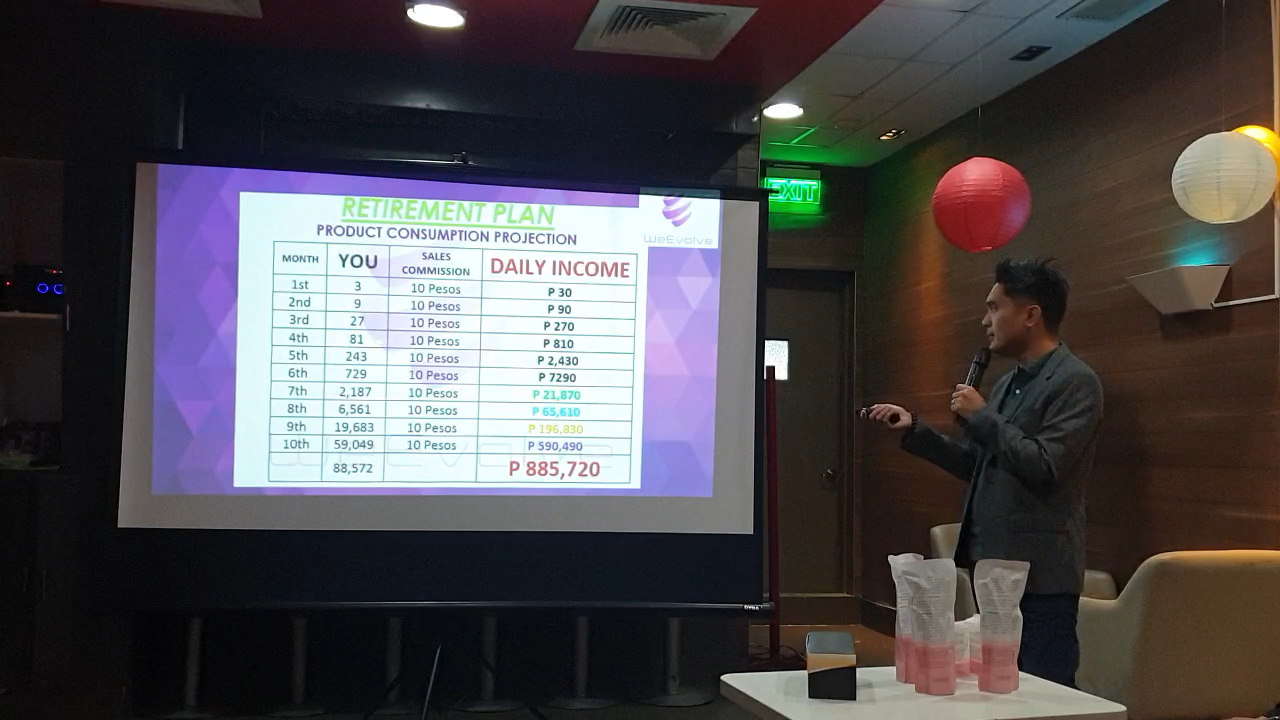 RETIREMENT PLAN
WeEvolve
PRODUCT CONSUMPTION PROJECTION
MONTH YOU SALES COMMISSION DAILY INCOME
1st 3 10 Pesos P 30
2nd 9 10 Pesos P 90
3rd 27 10 Pesos P 270
4th 81 10 Pesos P 810
5th 243 10 Pesos P 2,430
6th 729 10 Pesos P 7290
7th 2,187 10 Pesos P 21,870
8th 6,561 10 Pesos P 65,610
9th 19,683 10 Pesos P 196,830
10th 59,049 10 Pesos P 590,490
88,572 P 885,720
EXIT